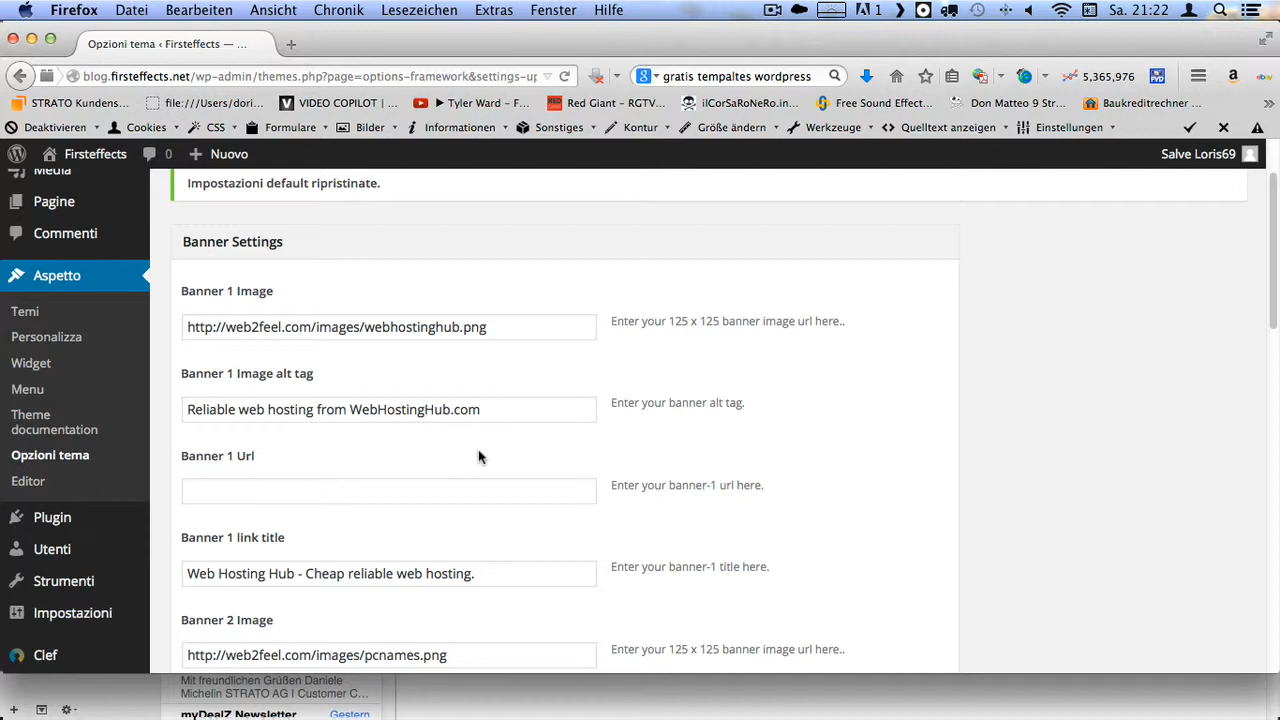 Firefox Datei Bearbeiten Ansicht Chronik Lesezeichen Extras Fenster Hilfe 1 Sa. 21:22
Opzioni tema ‹ Firsteffects — ...
blog.firsteffects.net/wp-admin/themes.php?page=options-framework&settings-up gratis tempaltes wordpress 5,365,976
STRATO Kundens... file:///Users/dori... VIDEO COPILOT | ... Tyler Ward – F... Red Giant – RGTV... ilCorSaRoNeRo.in... Free Sound Effect... Don Matteo 9 Str... Baukreditrechner ...
Deaktivieren Cookies CSS Formulare Bilder Informationen Sonstiges Kontur Größe ändern Werkzeuge Quelltext anzeigen Einstellungen
Firsteffects 0 Nuovo Salve Loris69
Media
Pagine
Commenti
Aspetto
Temi
Personalizza
Widget
Menu
Theme
documentation
Opzioni tema
Editor
Plugin
Utenti
Strumenti
Impostazioni
Clef
Impostazioni default ripristinate.
Banner Settings
Banner 1 Image
http://web2feel.com/images/webhostinghub.png
Enter your 125 x 125 banner image url here..
Banner 1 Image alt tag
Reliable web hosting from WebHostingHub.com
Enter your banner alt tag.
Banner 1 Url
Enter your banner-1 url here.
Banner 1 link title
Web Hosting Hub - Cheap reliable web hosting.
Enter your banner-1 title here.
Banner 2 Image
http://web2feel.com/images/pcnames.png
Enter your 125 x 125 banner image url here..
Mit freundlichen Grüßen Daniele
Michelin STRATO AG | Customer C...
myDealZ Newsletter Gestern